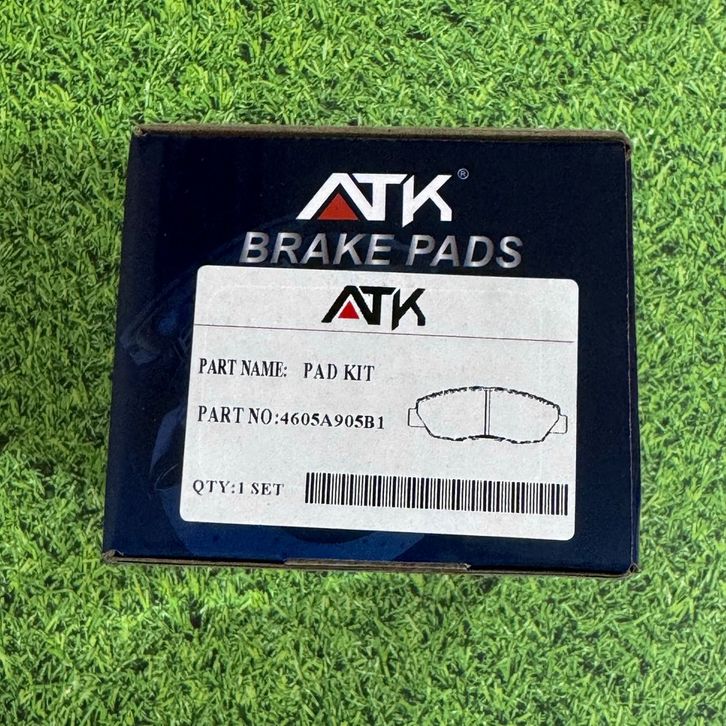 ATK®
BRAKE PADS
ATK
PART NAME: PAD KIT
PART NO:4605A905B1
QTY:1 SET